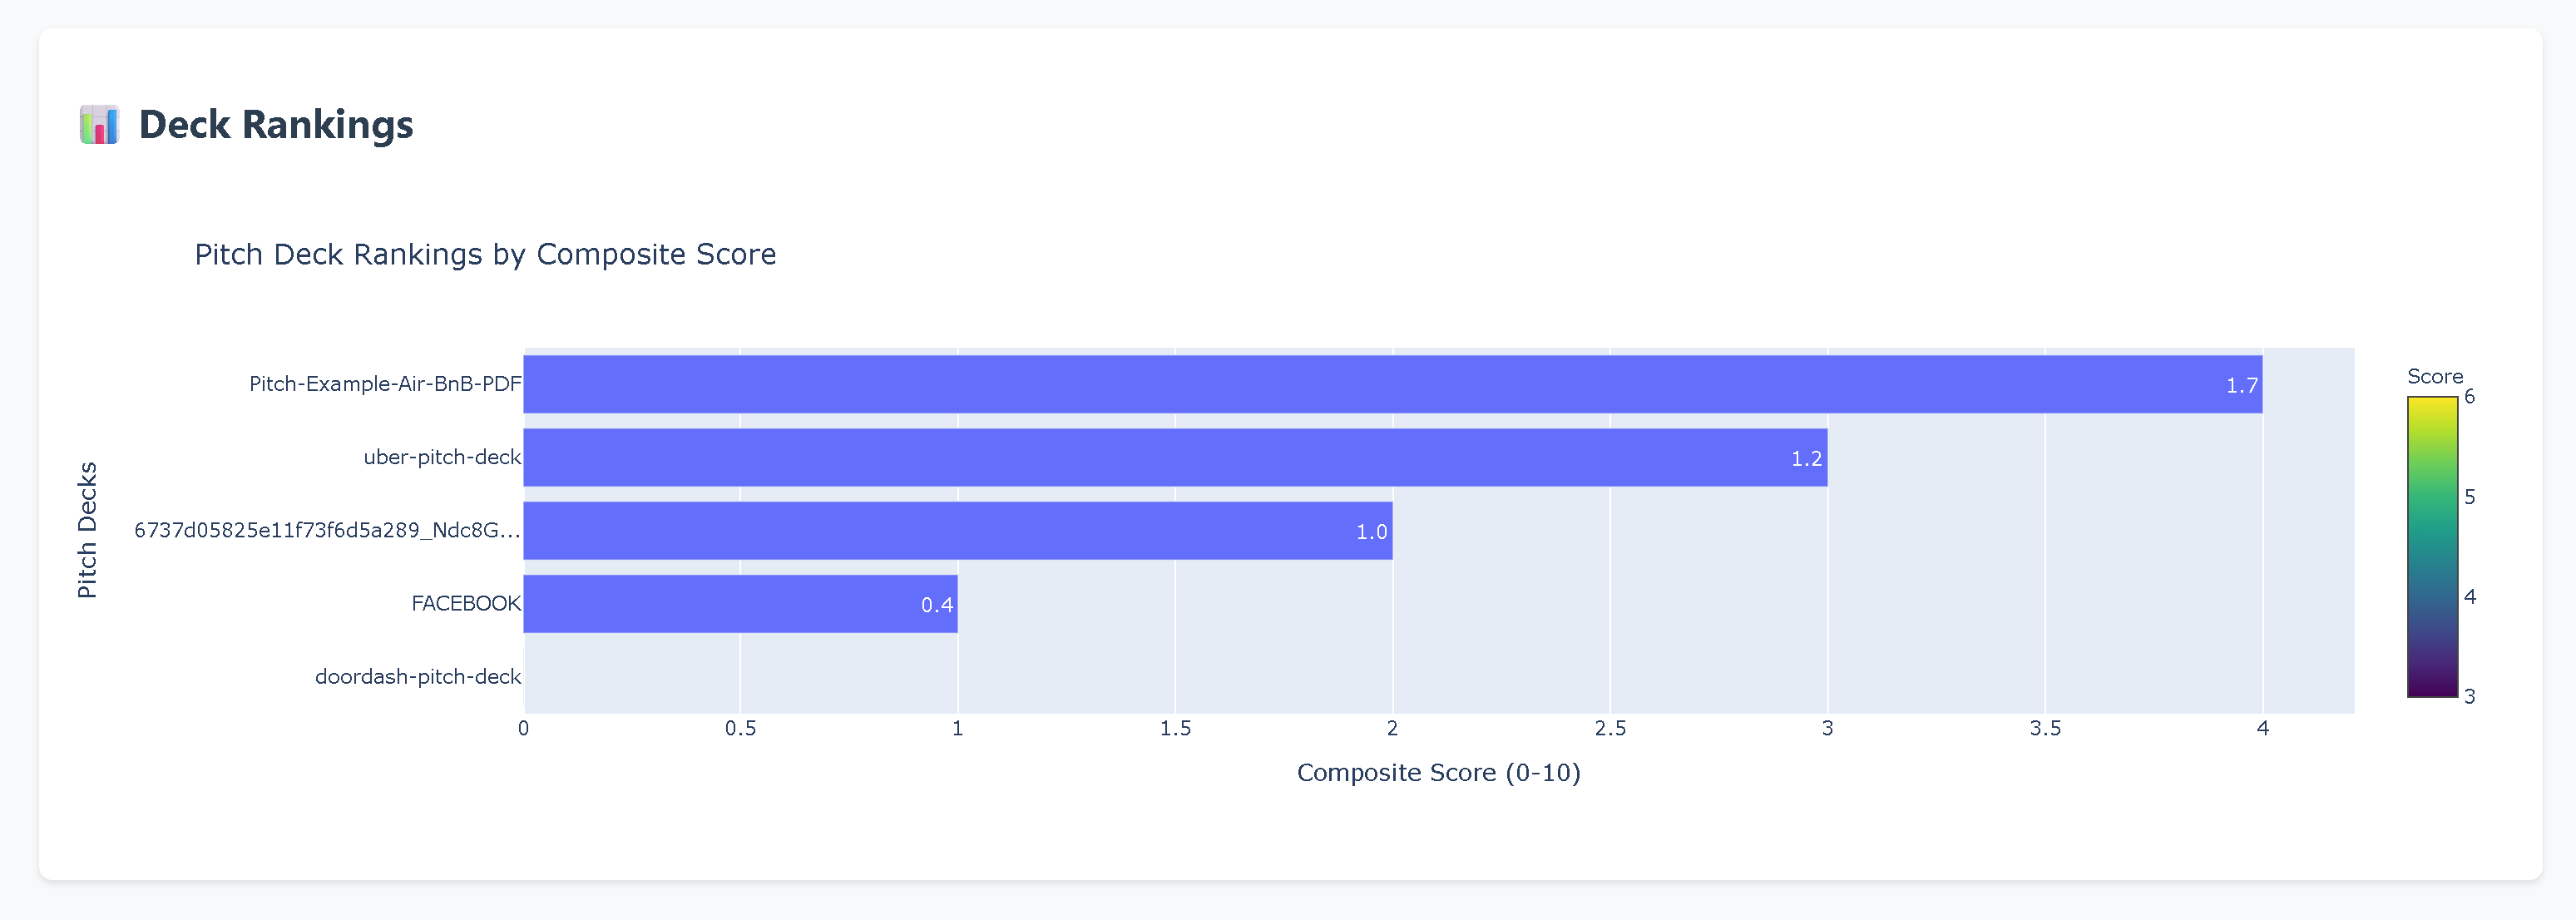 Deck Rankings
Pitch Deck Rankings by Composite Score
Pitch Decks
Pitch-Example-Air-BnB-PDF
1.7
uber-pitch-deck
1.2
6737d05825e11f73f6d5a289_Ndc8G...
1.0
FACEBOOK
0.4
doordash-pitch-deck
0 0.5 1 1.5 2 2.5 3 3.5 4
Composite Score (0-10)
Score
6
5
4
3